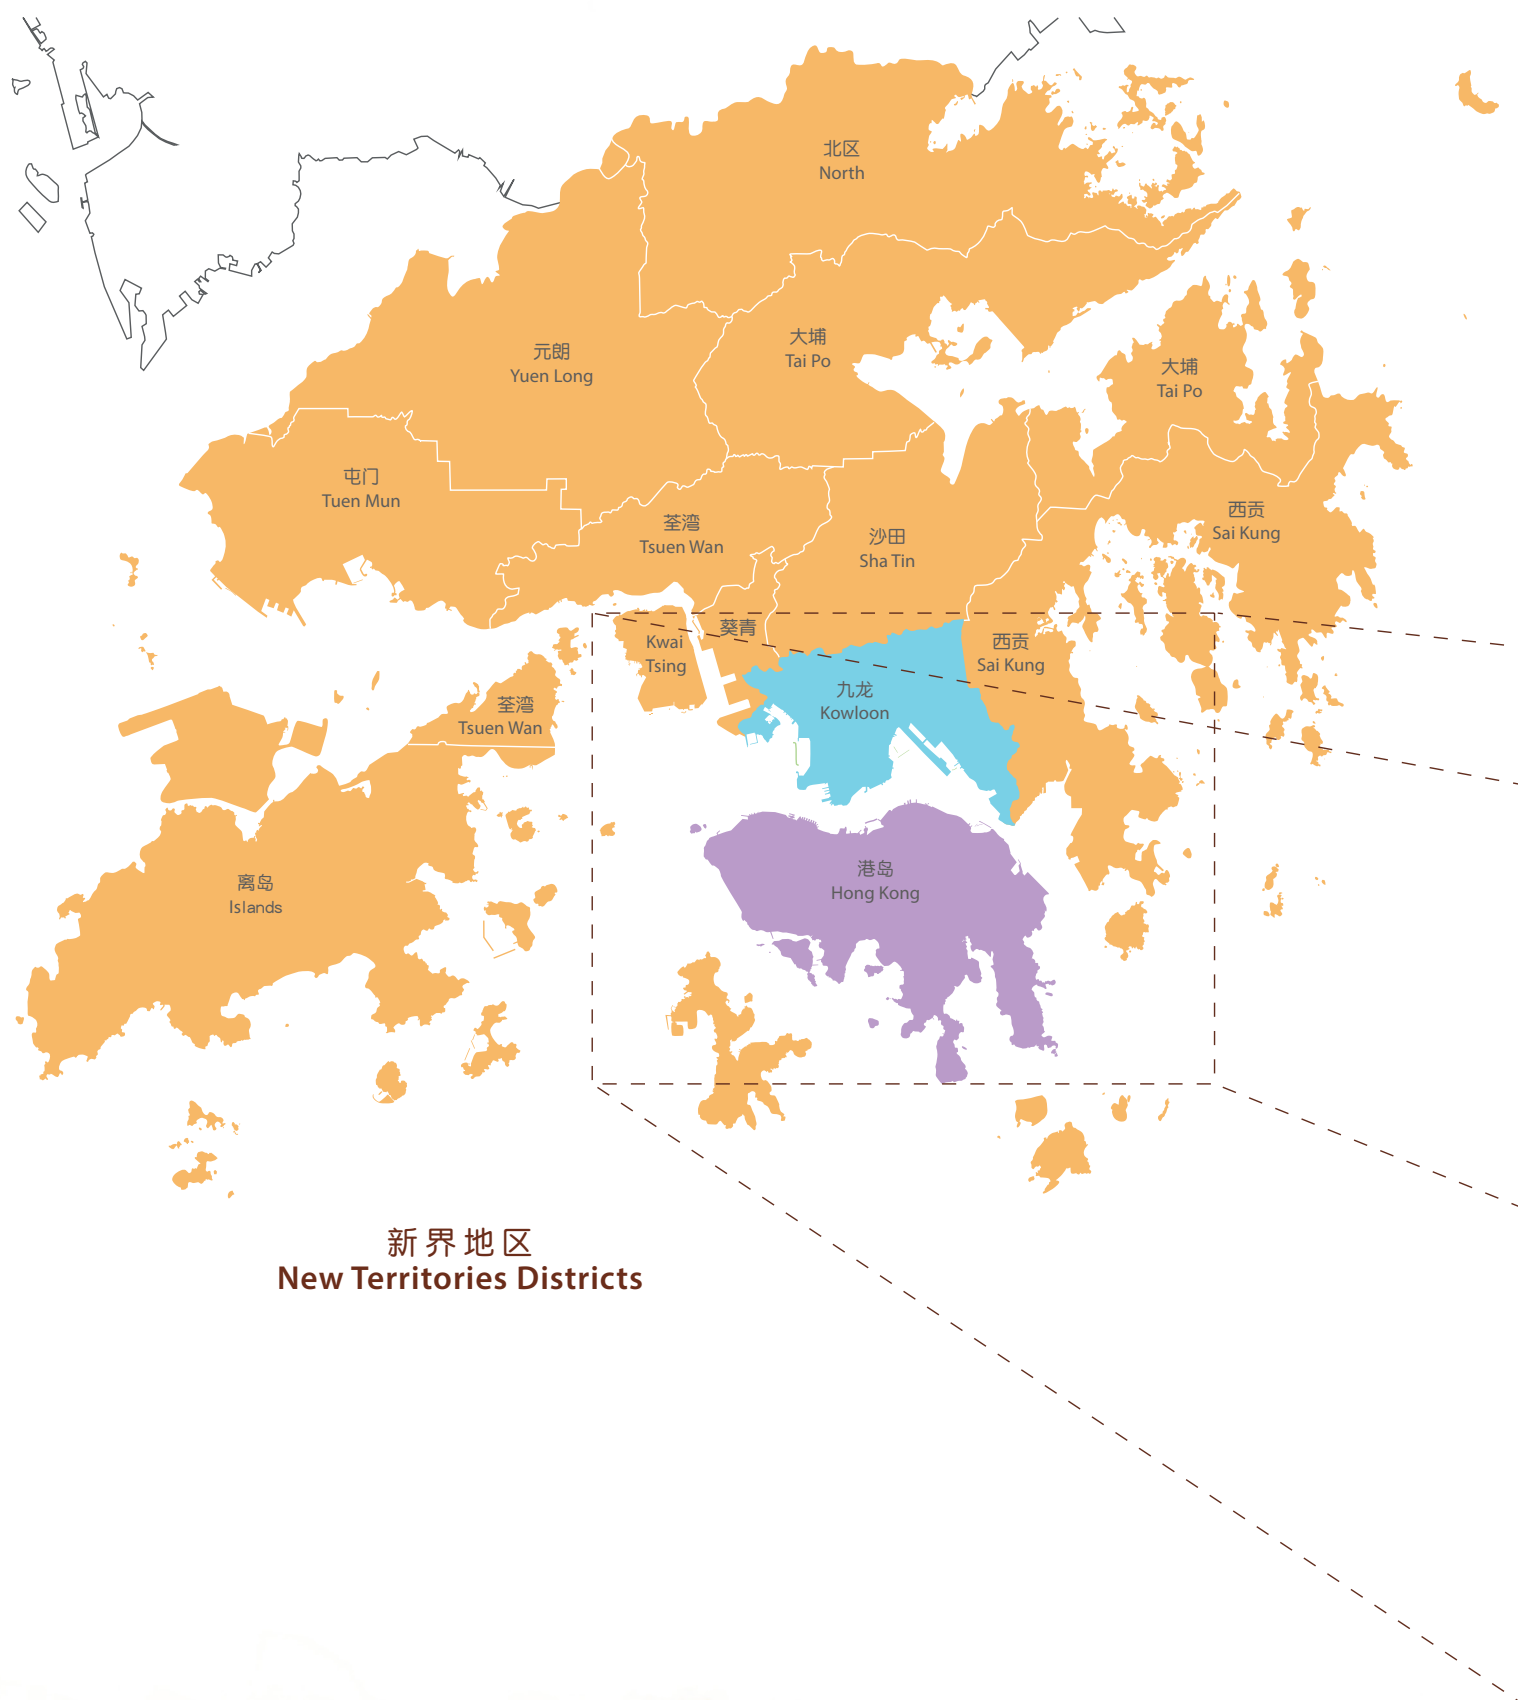 北区
North
大埔
Tai Po
元朗
Yuen Long
大埔
Tai Po
屯门
Tuen Mun
荃湾
Tsuen Wan
沙田
Sha Tin
西贡
Sai Kung
葵青
Kwai
Tsing
西贡
Sai Kung
荃湾
Tsuen Wan
九龙
Kowloon
港岛
Hong Kong
离岛
Islands
新界地区
New Territories Districts